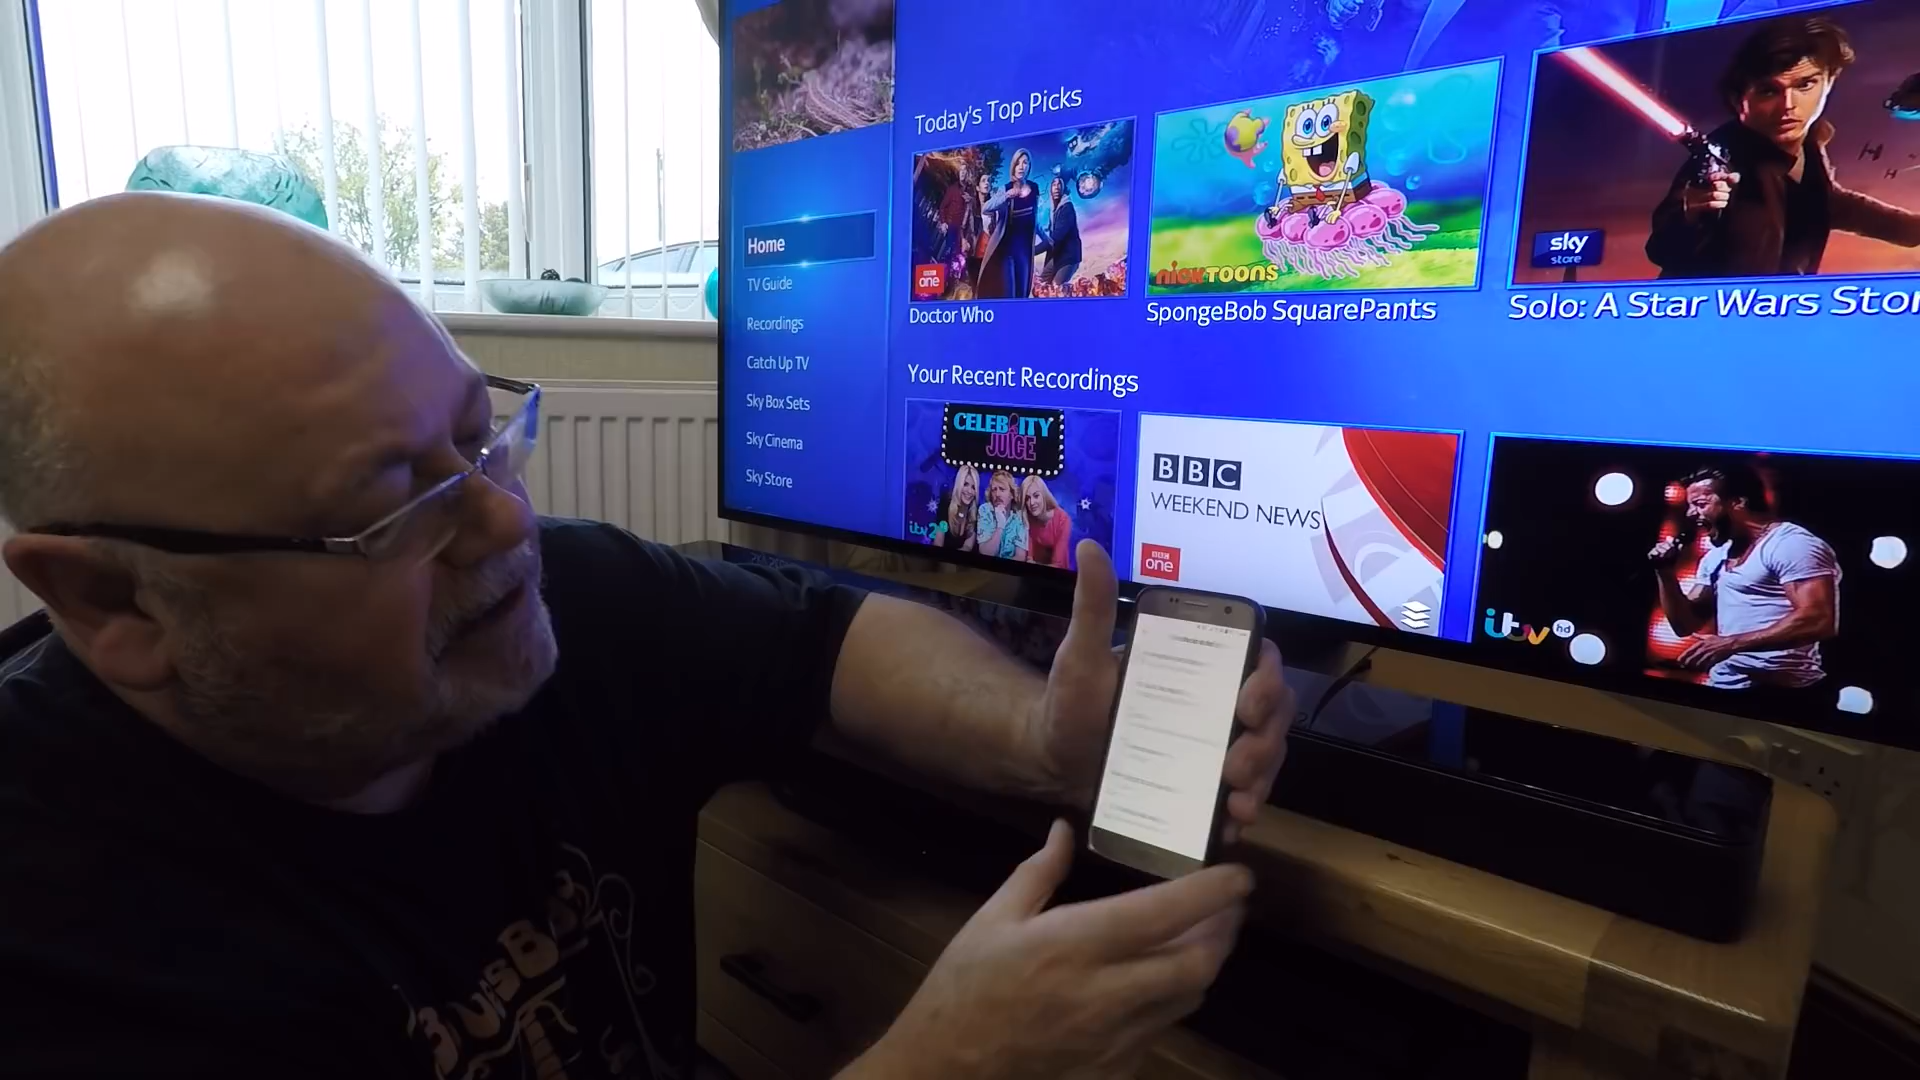 Today's Top Picks
BBC one
Doctor Who
nickTOONS
SpongeBob SquarePants
sky
store
Solo: A Star Wars Stor
Home
TV Guide
Recordings
Catch Up TV
Sky Box Sets
Sky Cinema
Sky Store
Your Recent Recordings
CELEBRITY
JUICE
itv2
BBC
WEEKEND NEWS
BBC
one
itv hd